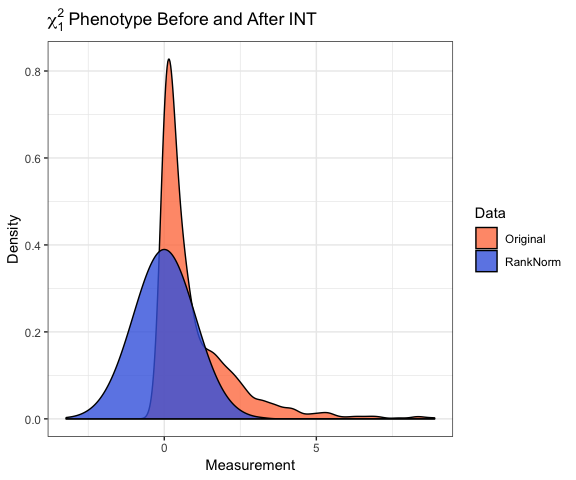 χ²₁ Phenotype Before and After INT
0.8
0.6
0.4
0.2
0.0
Density
0
5
Measurement
Data
Original
RankNorm